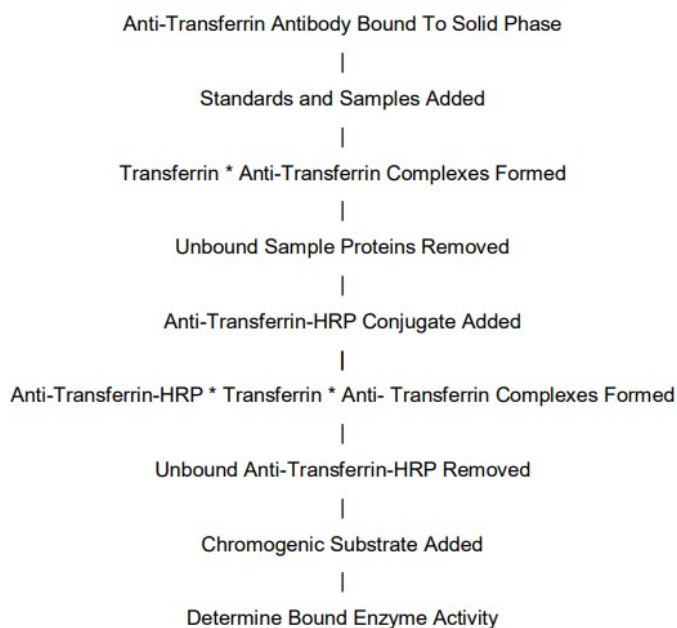 Anti-Transferrin Antibody Bound To Solid Phase
|
Standards and Samples Added
|
Transferrin * Anti-Transferrin Complexes Formed
|
Unbound Sample Proteins Removed
|
Anti-Transferrin-HRP Conjugate Added
|
Anti-Transferrin-HRP * Transferrin * Anti- Transferrin Complexes Formed
|
Unbound Anti-Transferrin-HRP Removed
|
Chromogenic Substrate Added
|
Determine Bound Enzyme Activity